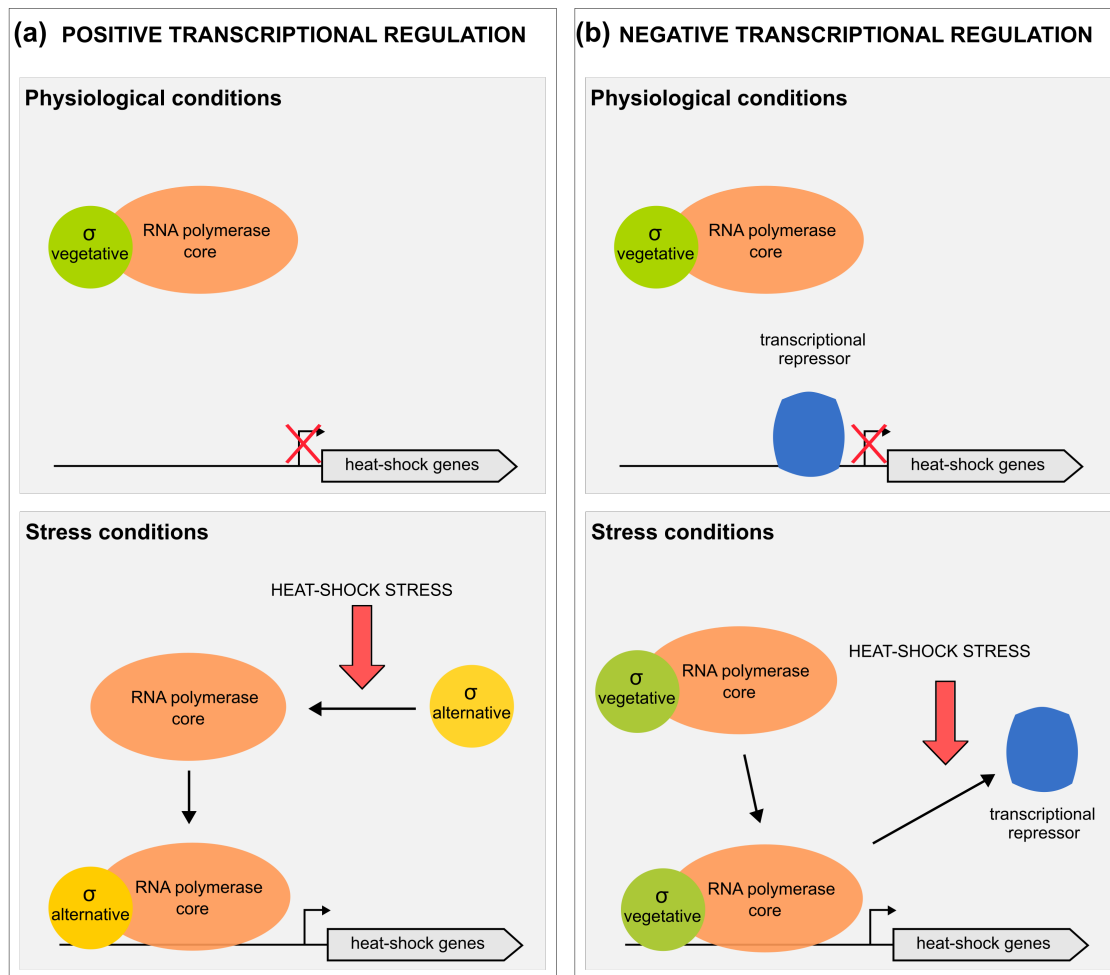 (a) POSITIVE TRANSCRIPTIONAL REGULATION
Physiological conditions
σ
vegetative
RNA polymerase
core
heat-shock genes
Stress conditions
HEAT-SHOCK STRESS
RNA polymerase
core
σ
alternative
σ
alternative
RNA polymerase
core
heat-shock genes
(b) NEGATIVE TRANSCRIPTIONAL REGULATION
Physiological conditions
σ
vegetative
RNA polymerase
core
transcriptional
repressor
heat-shock genes
Stress conditions
σ
vegetative
RNA polymerase
core
HEAT-SHOCK STRESS
transcriptional
repressor
σ
vegetative
RNA polymerase
core
heat-shock genes